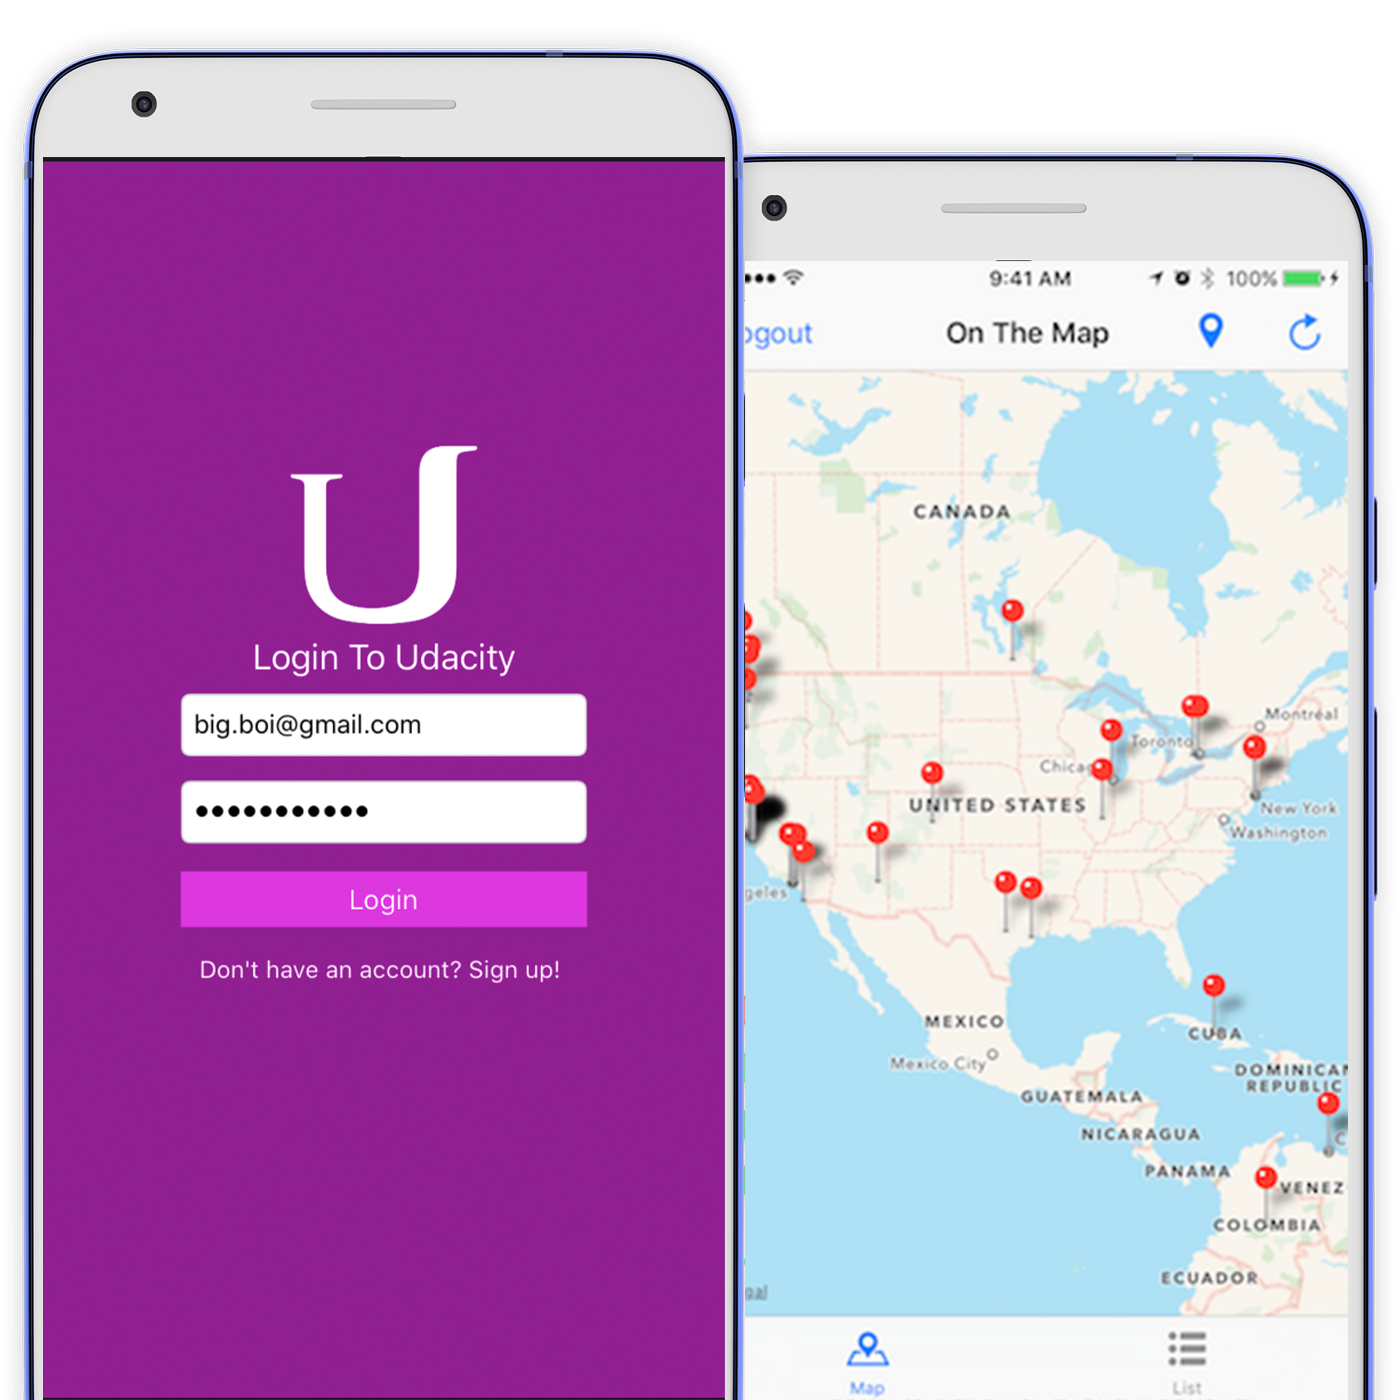 U
Login To Udacity
big.boi@gmail.com
Login
Don't have an account? Sign up!
9:41 AM
100%
ogout
On The Map
CANADA
Montréal
Toronto
UNITED STATES
New York
Washington
geles
MEXICO
Mexico City
CUBA
DOMINICAN
REPUBLIC
GUATEMALA
NICARAGUA
PANAMA
VENEZ
COLOMBIA
ECUADOR
gal
Map
List